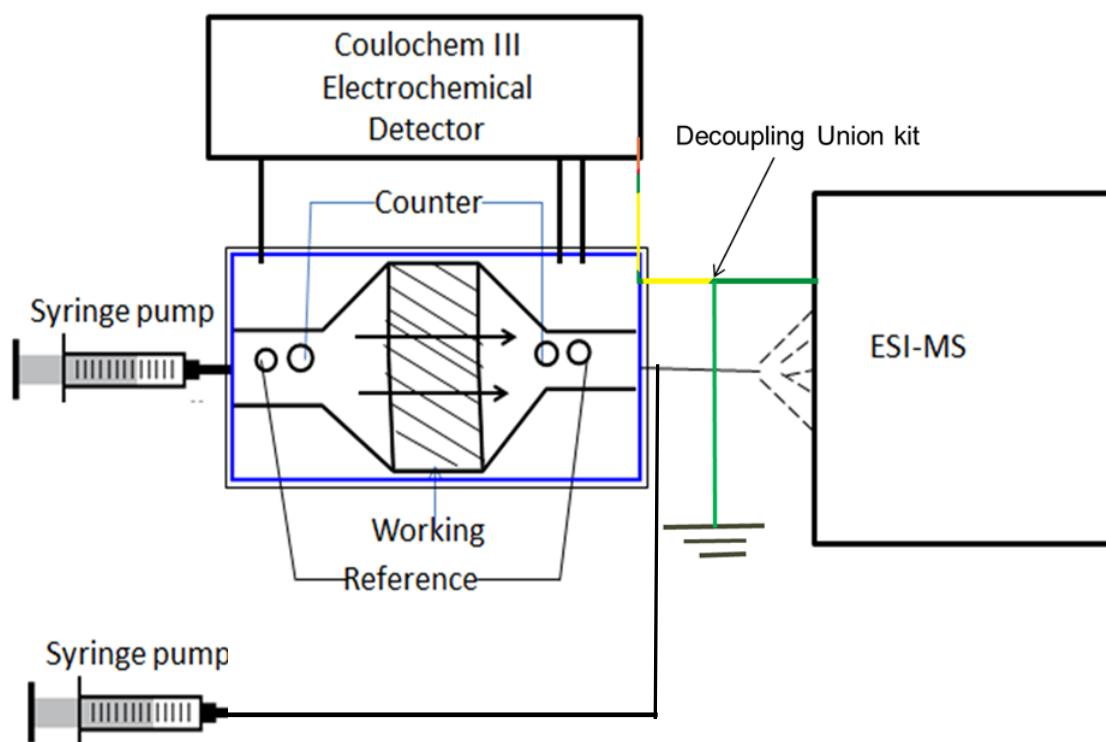 Coulochem III
Electrochemical
Detector
Decoupling Union kit
Counter
Syringe pump
ESI-MS
Working
Reference
Syringe pump